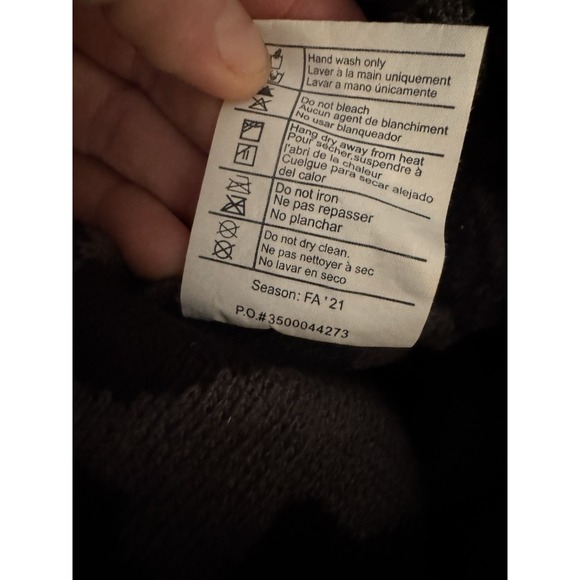 Hand wash only
Laver à la main uniquement
Lavar a mano únicamente
Do not bleach
Aucun agent de blanchiment
No usar blanqueador
Hang dry away from heat
Pour sécher,suspendre à
l'abri de la chaleur
Cuelgue para secar alejado
del calor
Do not iron
Ne pas repasser
No planchar
Do not dry clean.
Ne pas nettoyer à sec
No lavar en seco
Season: FA ' 21
P.O.#3500044273